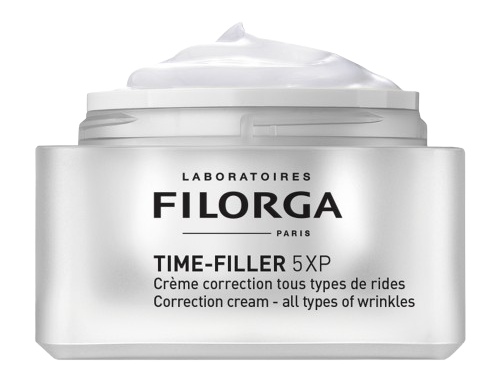 LABORATOIRES
FILORGA
PARIS
TIME-FILLER 5XP
Crème correction tous types de rides
Correction cream - all types of wrinkles